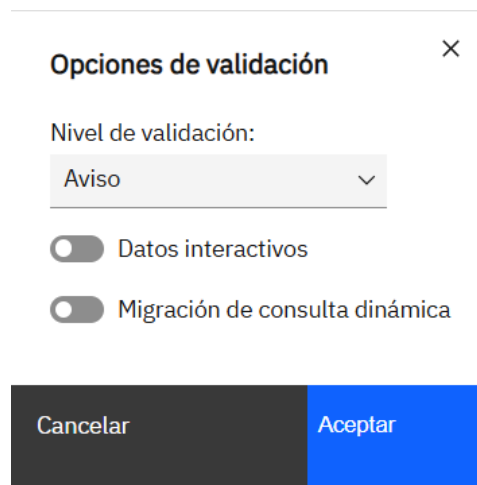 Opciones de validación
Nivel de validación:
Aviso
Datos interactivos
Migración de consulta dinámica
Cancelar
Aceptar